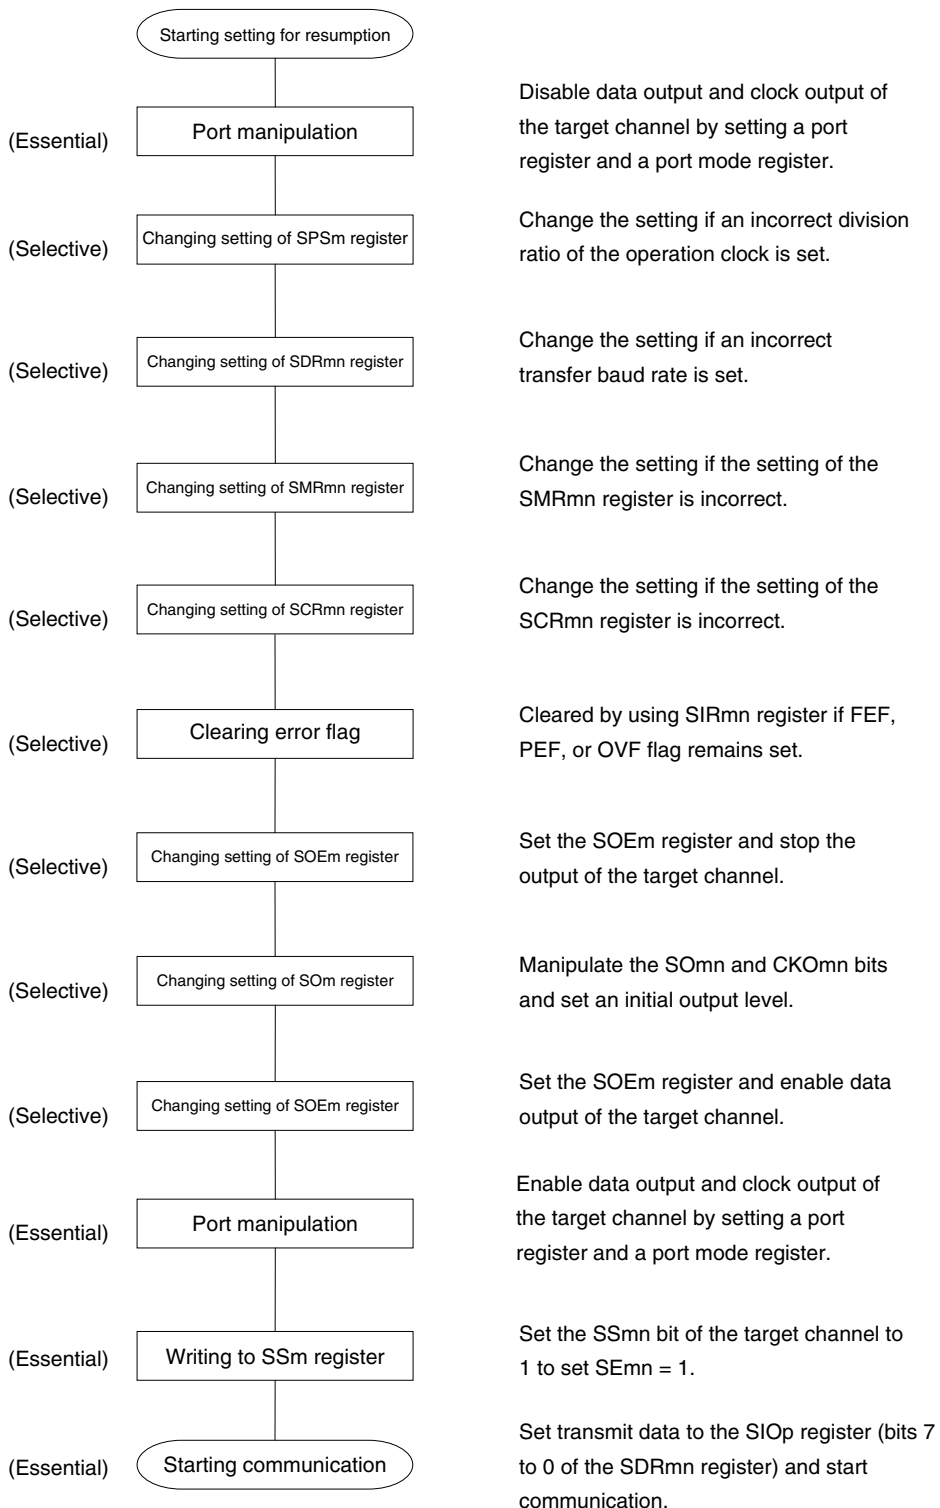 Starting setting for resumption
(Essential)
Port manipulation
Disable data output and clock output of
the target channel by setting a port
register and a port mode register.
(Selective)
Changing setting of SPSm register
Change the setting if an incorrect division
ratio of the operation clock is set.
(Selective)
Changing setting of SDRmn register
Change the setting if an incorrect
transfer baud rate is set.
(Selective)
Changing setting of SMRmn register
Change the setting if the setting of the
SMRmn register is incorrect.
(Selective)
Changing setting of SCRmn register
Change the setting if the setting of the
SCRmn register is incorrect.
(Selective)
Clearing error flag
Cleared by using SIRmn register if FEF,
PEF, or OVF flag remains set.
(Selective)
Changing setting of SOEm register
Set the SOEm register and stop the
output of the target channel.
(Selective)
Changing setting of SOm register
Manipulate the SOmn and CKOmn bits
and set an initial output level.
(Selective)
Changing setting of SOEm register
Set the SOEm register and enable data
output of the target channel.
(Essential)
Port manipulation
Enable data output and clock output of
the target channel by setting a port
register and a port mode register.
(Essential)
Writing to SSm register
Set the SSmn bit of the target channel to
1 to set SEmn = 1.
(Essential)
Starting communication
Set transmit data to the SIOp register (bits 7
to 0 of the SDRmn register) and start
communication.